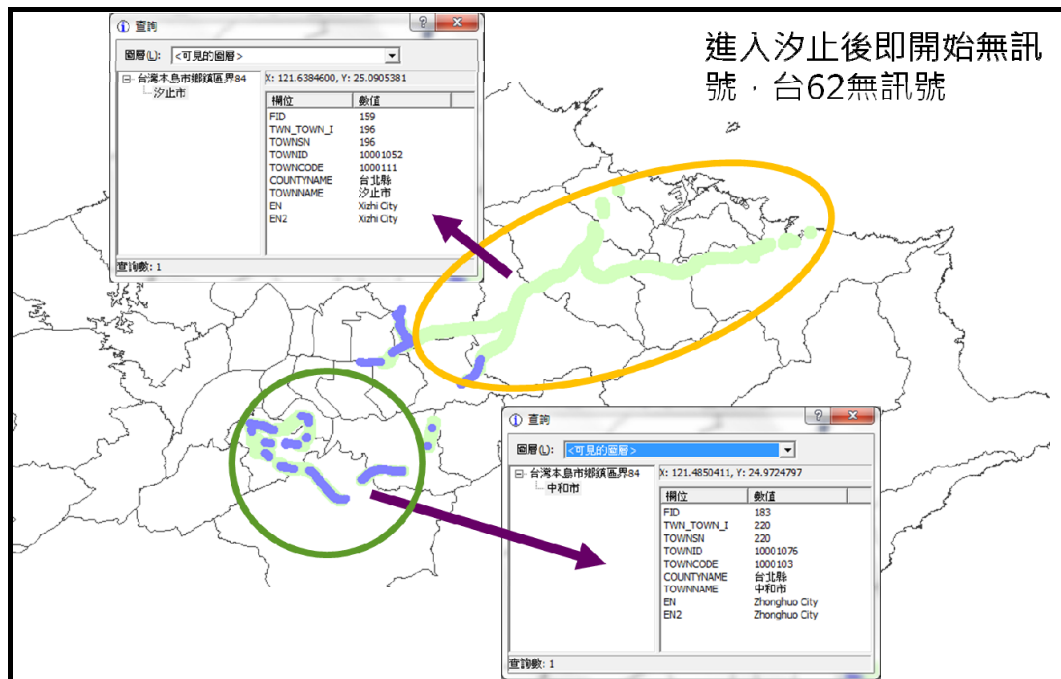 進入汐止後即開始無訊
號，台62無訊號
查詢
圖層(L): <可見的圖層>
台灣本島市鄉鎮區界84
汐止市
X: 121.6384600, Y: 25.0905381
欄位 數值
FID 159
TWN_TOWN_I 196
TOWNSN 196
TOWNID 10001052
TOWNCODE 1000111
COUNTYNAME 台北縣
TOWNNAME 汐止市
EN Xizhi City
EN2 Xizhi City
查詢數: 1
查詢
圖層(L): <可見的圖層>
台灣本島市鄉鎮區界84
中和市
X: 121.4850411, Y: 24.9724797
欄位 數值
FID 183
TWN_TOWN_I 220
TOWNSN 220
TOWNID 10001076
TOWNCODE 1000103
COUNTYNAME 台北縣
TOWNNAME 中和市
EN Zhonghuo City
EN2 Zhonghuo City
查詢數: 1